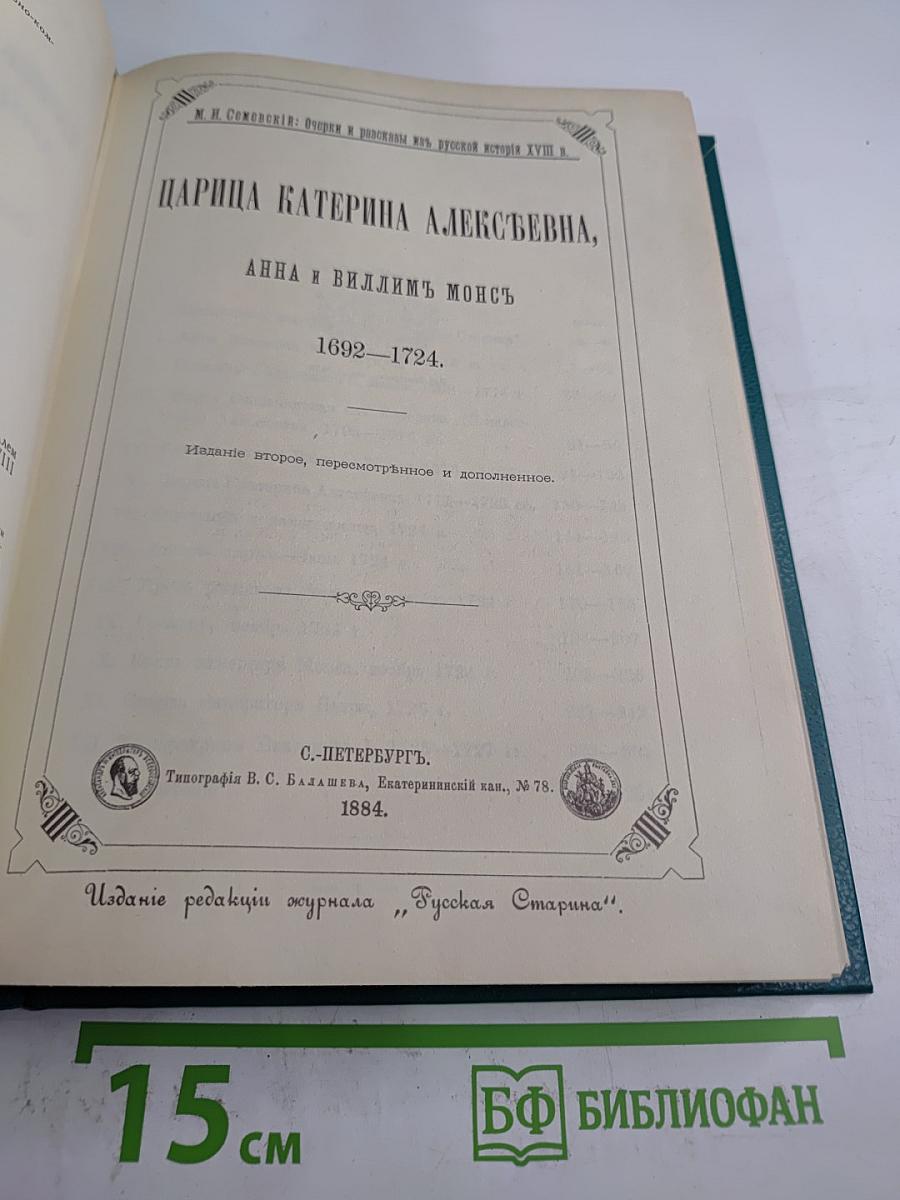 М. И. Семевскій: Очерки и разсказы изъ русской исторіи XVIII в.
ЦАРИЦА КАТЕРИНА АЛЕКСѢЕВНА,
АННА и ВИЛЛИМЪ МОНСЪ
1692—1724.
Изданіе второе, пересмотрѣнное и дополненное.
С.-ПЕТЕРБУРГЪ.
Типографія В. С. Балашева, Екатерининскій кан., № 78.
1884.
Изданіе редакціи журнала „Русская Старина".
15 см
БФ БИБЛИОФАН